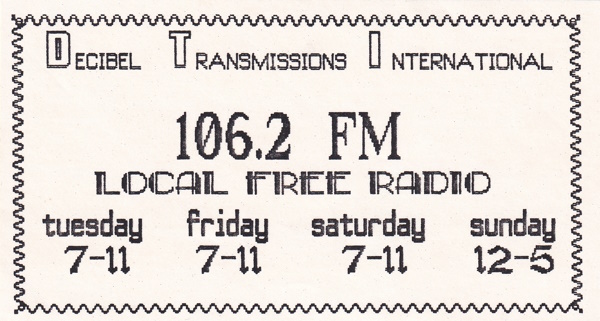 Decibel Transmissions International
106.2 FM
LOCAL FREE RADIO
tuesday friday saturday sunday
7-11 7-11 7-11 12-5